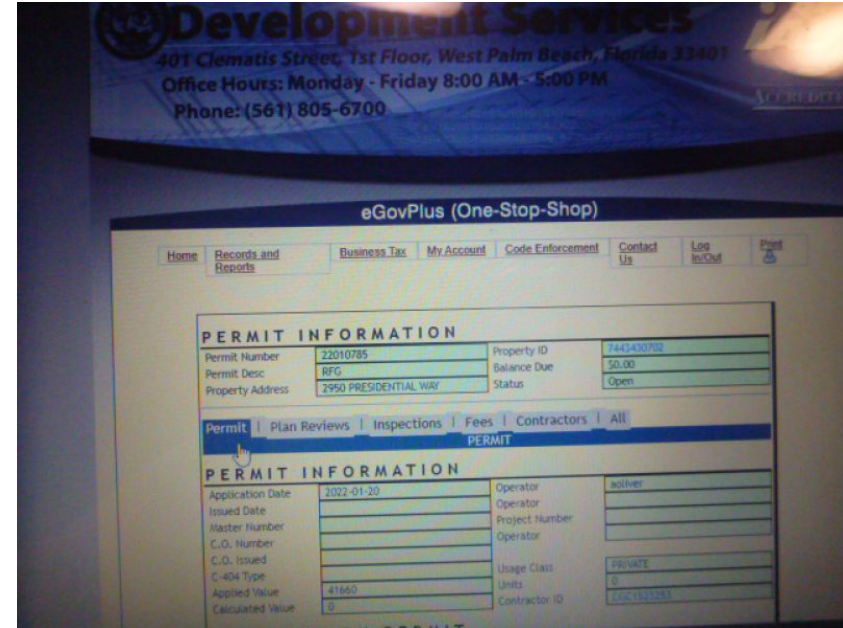 Development Services
401 Clematis Street, 1st Floor, West Palm Beach, Florida 33401
Office Hours: Monday - Friday 8:00 AM - 5:00 PM
Phone: (561) 805-6700
ACCREDITED
eGovPlus (One-Stop-Shop)
Home Records and Reports Business Tax My Account Code Enforcement Contact Us Log In/Out Print
PERMIT INFORMATION
Permit Number 22010785 Property ID 7443430702
Permit Desc RFG Balance Due $0.00
Property Address 2950 PRESIDENTIAL WAY Status Open
Permit | Plan Reviews | Inspections | Fees | Contractors | All
PERMIT
PERMIT INFORMATION
Application Date 2022-01-20 Operator aoliver
Issued Date Operator
Master Number Project Number
C.O. Number Operator
C.O. Issued
C-404 Type Usage Class PRIVATE
Applied Value 41660 Units 0
Calculated Value 0 Contractor ID